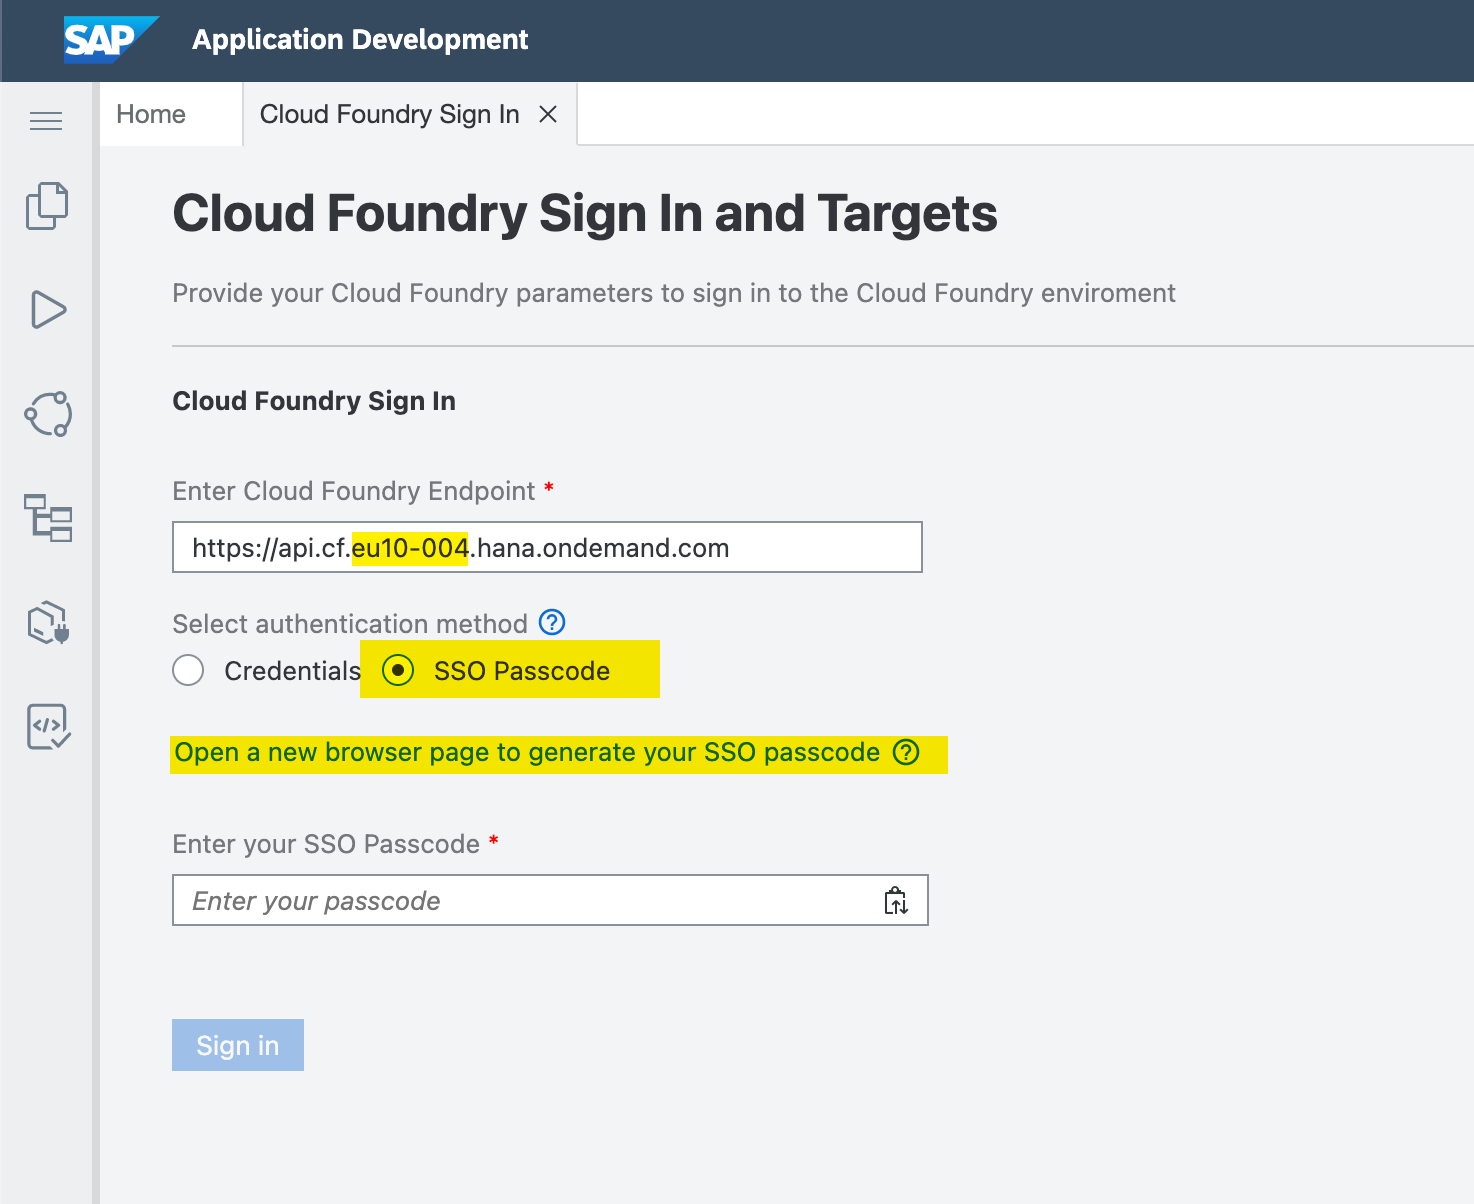 SAP Application Development
Home Cloud Foundry Sign In
Cloud Foundry Sign In and Targets
Provide your Cloud Foundry parameters to sign in to the Cloud Foundry enviroment
Cloud Foundry Sign In
Enter Cloud Foundry Endpoint *
https://api.cf.eu10-004.hana.ondemand.com
Select authentication method ?
Credentials SSO Passcode
Open a new browser page to generate your SSO passcode ?
Enter your SSO Passcode *
Enter your passcode
Sign in